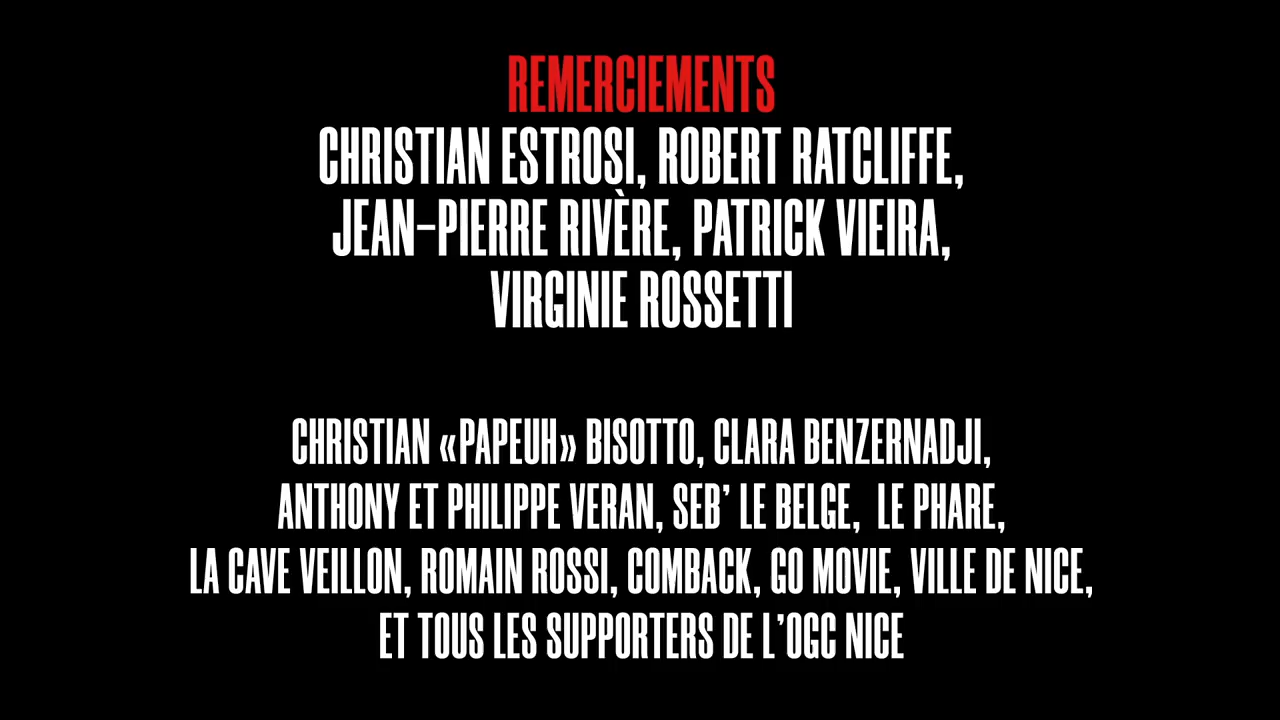 REMERCIEMENTS
CHRISTIAN ESTROSI, ROBERT RATCLIFFE,
JEAN-PIERRE RIVÈRE, PATRICK VIEIRA,
VIRGINIE ROSSETTI
CHRISTIAN «PAPEUH» BISOTTO, CLARA BENZERNADJI,
ANTHONY ET PHILIPPE VERAN, SEB’ LE BELGE,  LE PHARE,
LA CAVE VEILLON, ROMAIN ROSSI, COMBACK, GO MOVIE, VILLE DE NICE,
ET TOUS LES SUPPORTERS DE L’OGC NICE